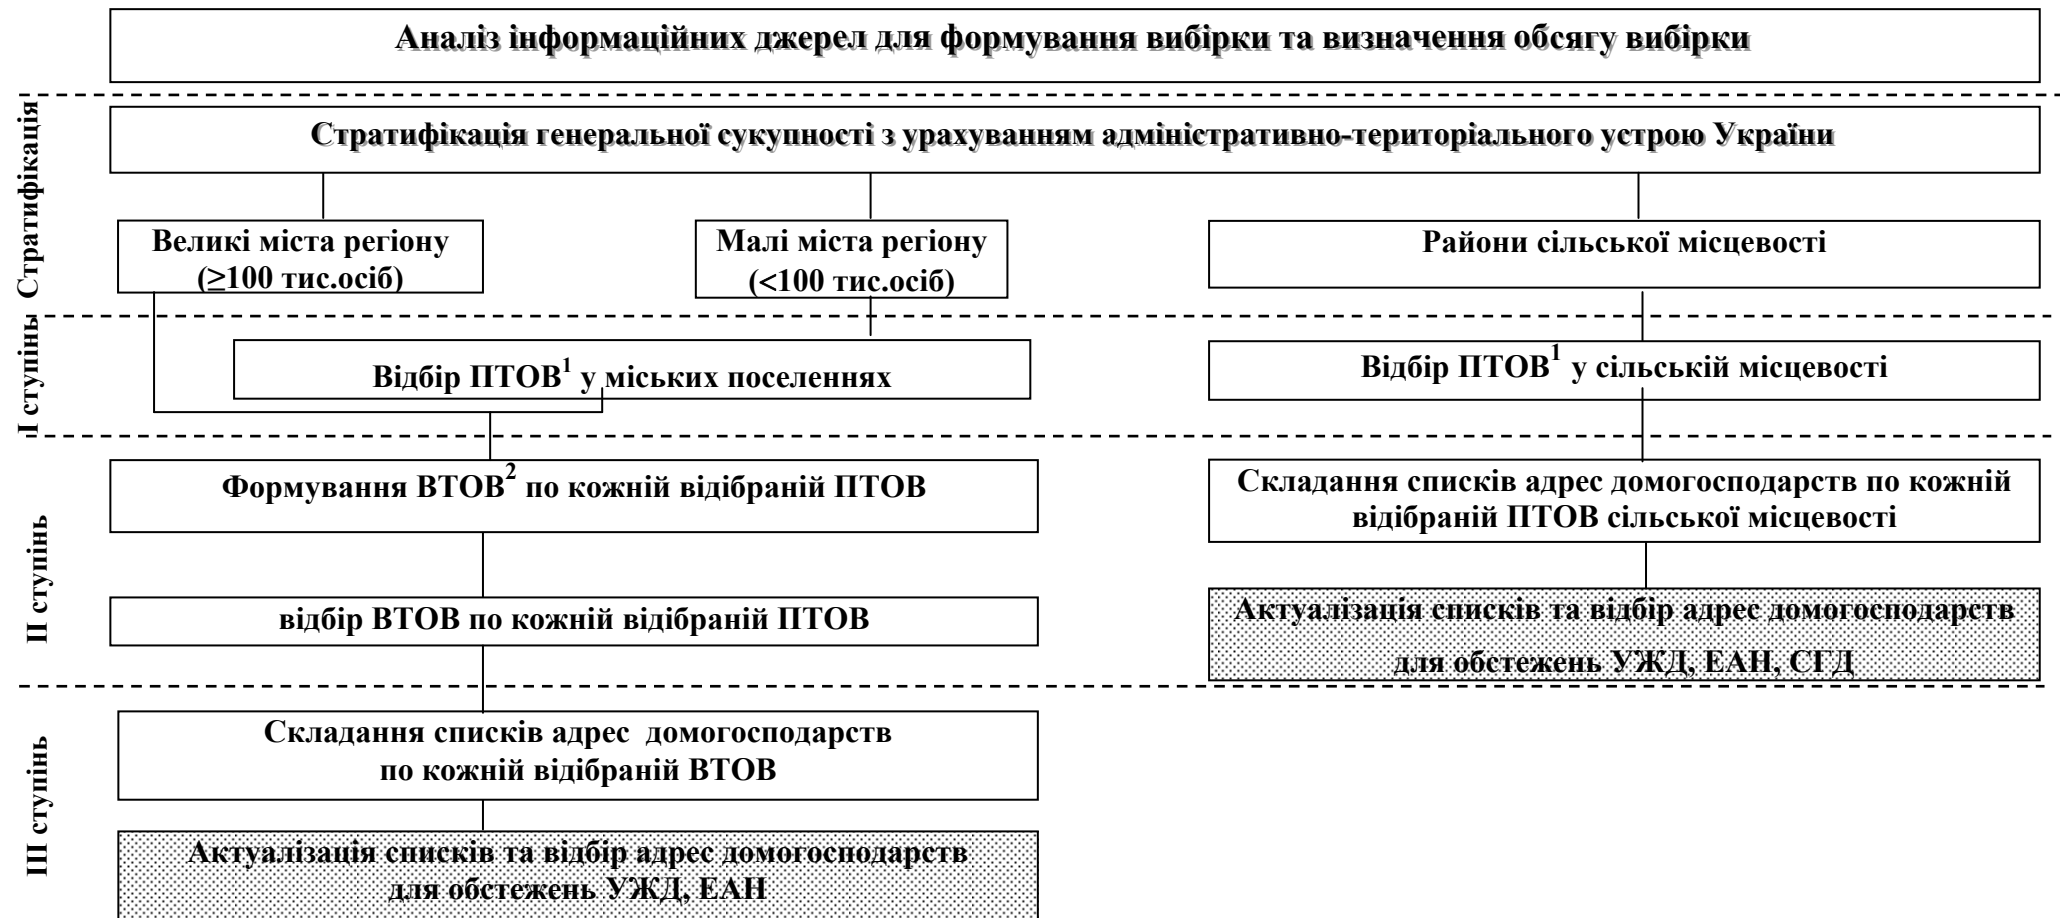 Аналіз інформаційних джерел для формування вибірки та визначення обсягу вибірки
Стратифікація
Стратифікація генеральної сукупності з урахуванням адміністративно-територіального устрою України
Великі міста регіону
(≥100 тис.осіб)
Малі міста регіону
(<100 тис.осіб)
Райони сільської місцевості
І ступінь
Відбір ПТОВ¹ у міських поселеннях
Відбір ПТОВ¹ у сільській місцевості
ІІ ступінь
Формування ВТОВ² по кожній відібраній ПТОВ
Складання списків адрес домогосподарств по кожній
відібраній ПТОВ сільської місцевості
відбір ВТОВ по кожній відібраній ПТОВ
Актуалізація списків та відбір адрес домогосподарств
для обстежень УЖД, ЕАН, СГД
ІІІ ступінь
Складання списків адрес домогосподарств
по кожній відібраній ВТОВ
Актуалізація списків та відбір адрес домогосподарств
для обстежень УЖД, ЕАН